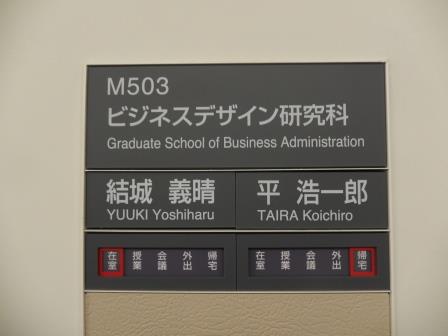 M503
ビジネスデザイン研究科
Graduate School of Business Administration
結城 義晴 平 浩一郎
YUUKI Yoshiharu TAIRA Koichiro
在室 授業 会議 外出 帰宅 在室 授業 会議 外出 帰宅